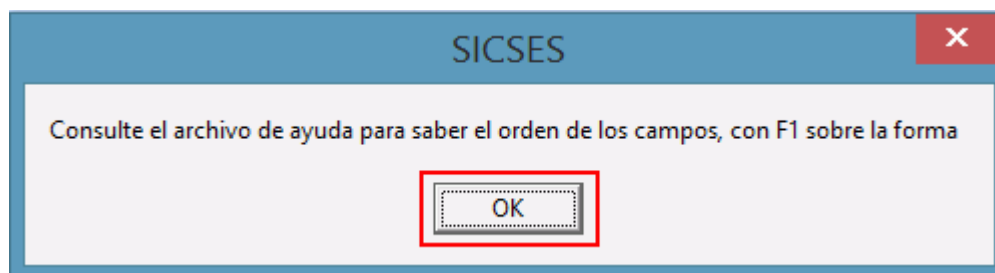 SICSES
Consulte el archivo de ayuda para saber el orden de los campos, con F1 sobre la forma
OK